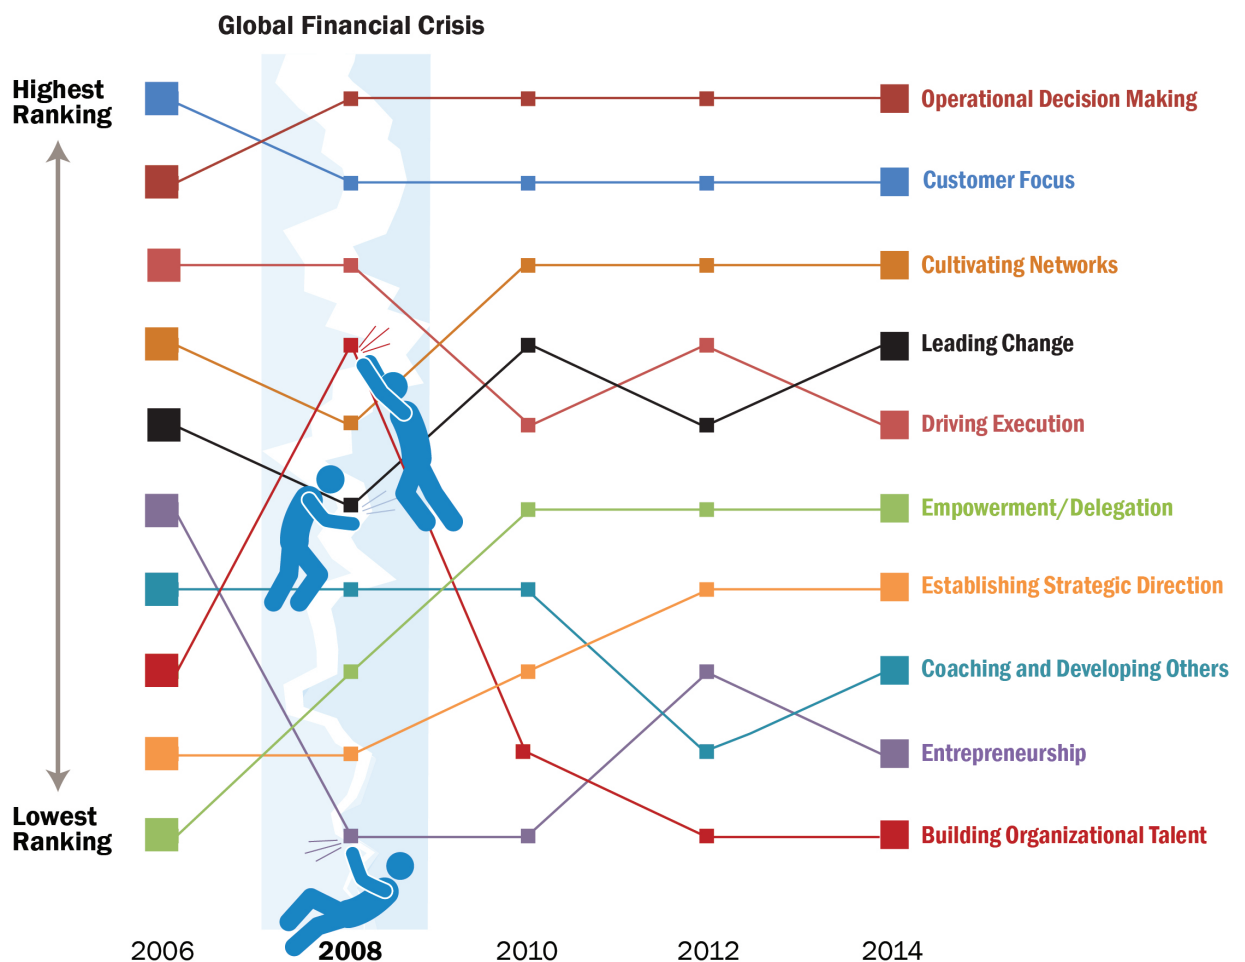 Global Financial Crisis
Highest
Ranking
Operational Decision Making
Customer Focus
Cultivating Networks
Leading Change
Driving Execution
Empowerment/Delegation
Establishing Strategic Direction
Coaching and Developing Others
Entrepreneurship
Lowest
Ranking
Building Organizational Talent
2006 2008 2010 2012 2014